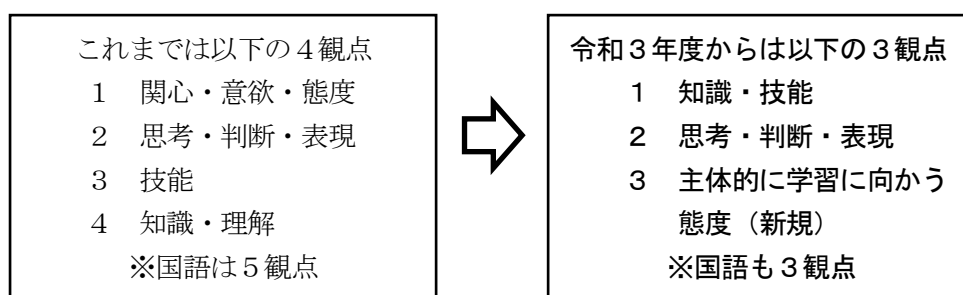 これまでは以下の４観点
１　関心・意欲・態度
２　思考・判断・表現
３　技能
４　知識・理解
※国語は５観点
令和３年度からは以下の３観点
１　知識・技能
２　思考・判断・表現
３　主体的に学習に向かう
態度（新規）
※国語も３観点